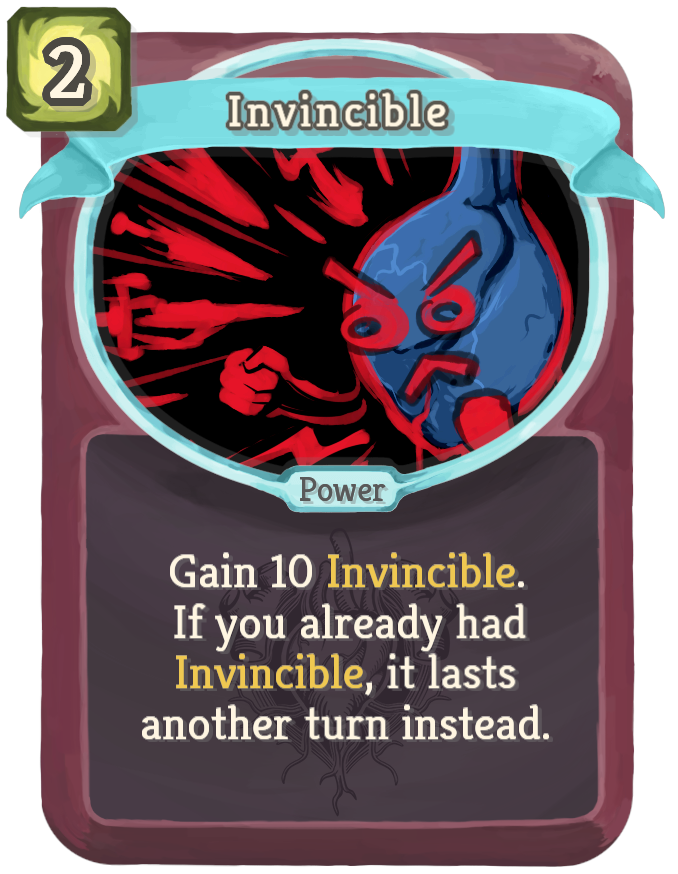 2
Invincible
Power
Gain 10 Invincible.
If you already had
Invincible, it lasts
another turn instead.